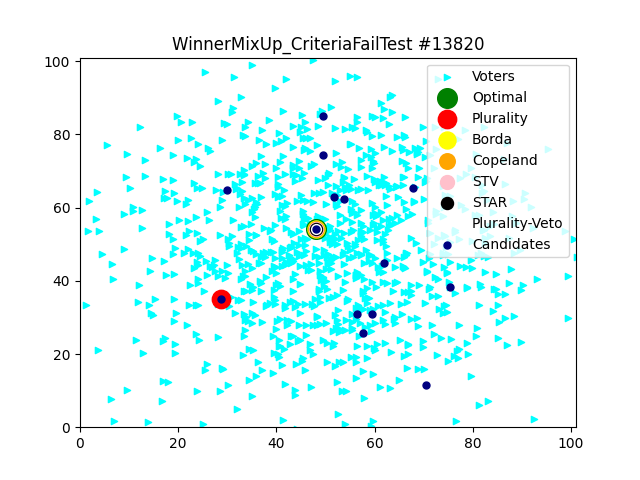 WinnerMixUp_CriteriaFailTest #13820
100
80
60
40
20
0
0
20
40
60
80
100
Voters
Optimal
Plurality
Borda
Copeland
STV
STAR
Plurality-Veto
Candidates